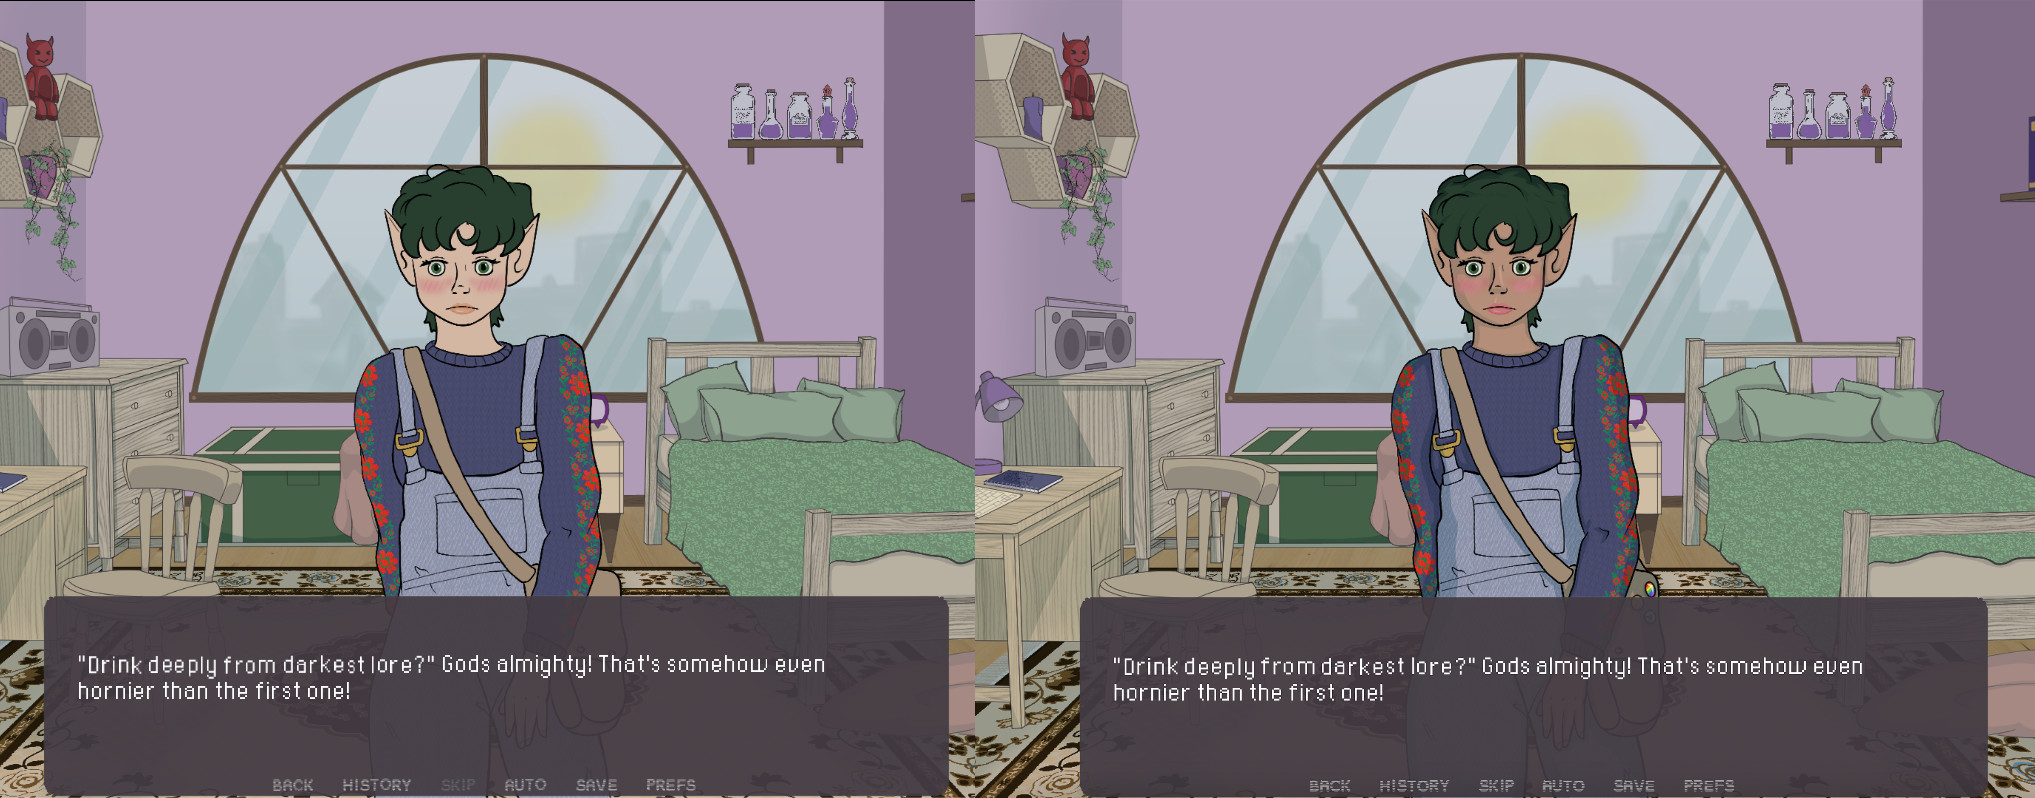 "Drink deeply from darkest lore?" Gods almighty! That's somehow even
hornier than the first one!
BACK HISTORY SKIP AUTO SAVE PREFS
"Drink deeply from darkest lore?" Gods almighty! That's somehow even
hornier than the first one!
BACK HISTORY SKIP AUTO SAVE PREFS